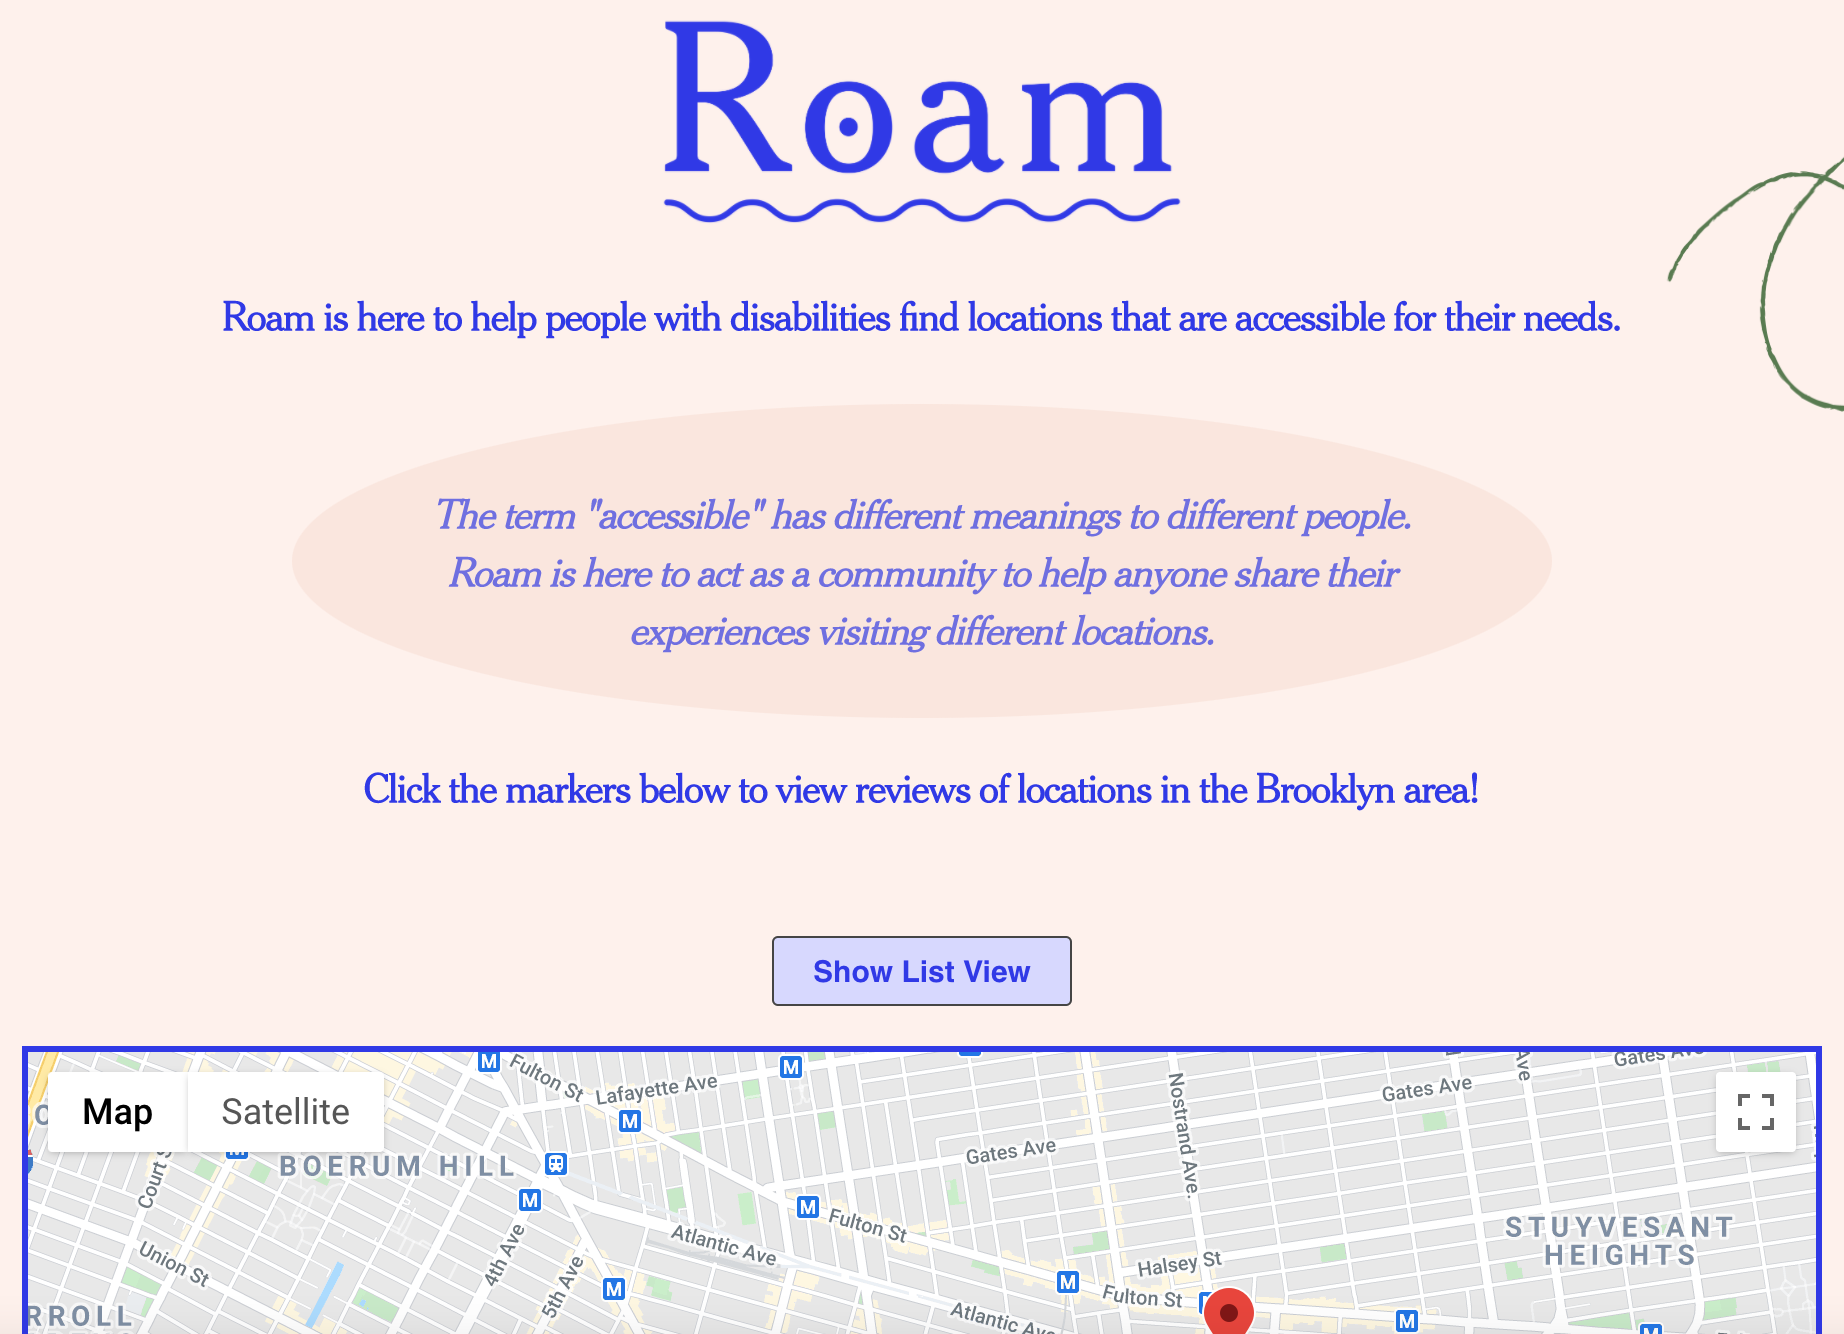 Roam
Roam is here to help people with disabilities find locations that are accessible for their needs.
The term "accessible" has different meanings to different people.
Roam is here to act as a community to help anyone share their
experiences visiting different locations.
Click the markers below to view reviews of locations in the Brooklyn area!
Show List View
Map
Satellite
Fulton St
Lafayette Ave
M
M
M
Nostrand Ave.
Gates Ave
Ave
Gates Ave
BOERUM HILL
Court S
M
Gates Ave
M
Fulton St
STUYVESANT
HEIGHTS
Union St
4th Ave
5th Ave
Atlantic Ave
M
M
Halsey St
Fulton St
Atlantic Ave
M
M
RROLL